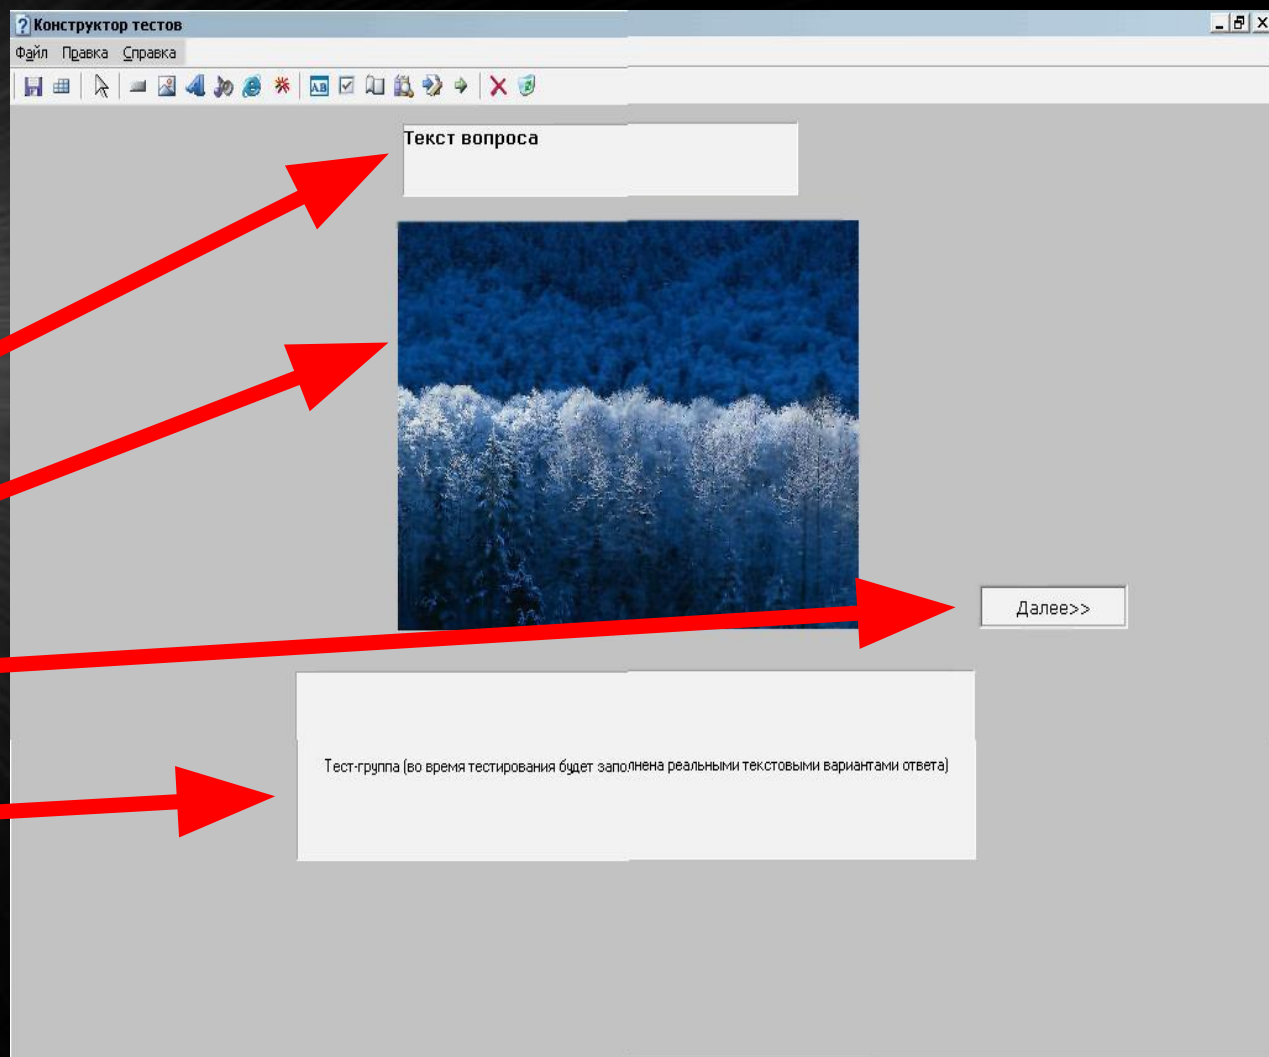 Конструктор тестов
Файл Правка Справка
Текст вопроса
Далее>>
Тест-группа (во время тестирования будет заполнена реальными текстовыми вариантами ответа)